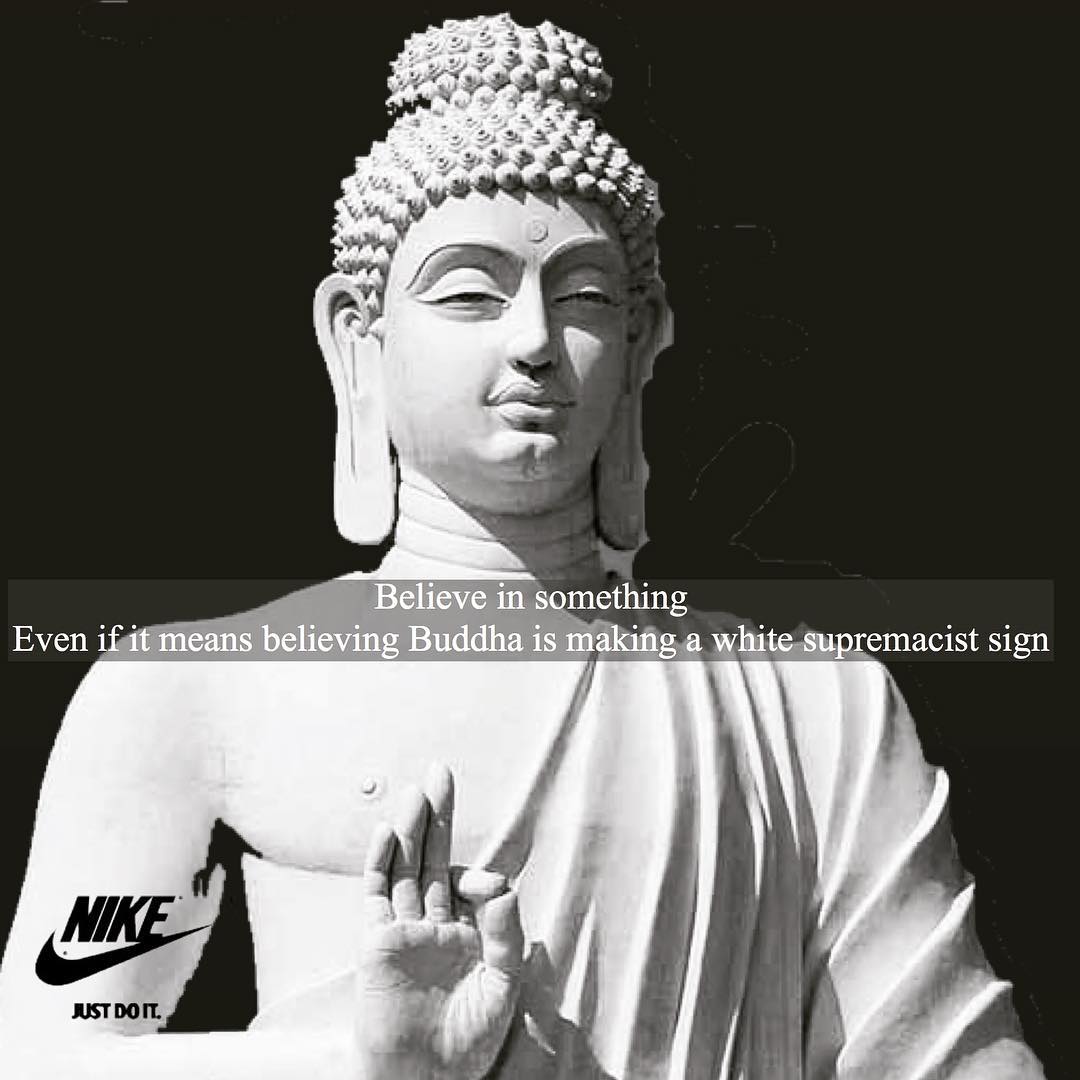 Believe in something
Even if it means believing Buddha is making a white supremacist sign
NIKE
JUST DO IT.